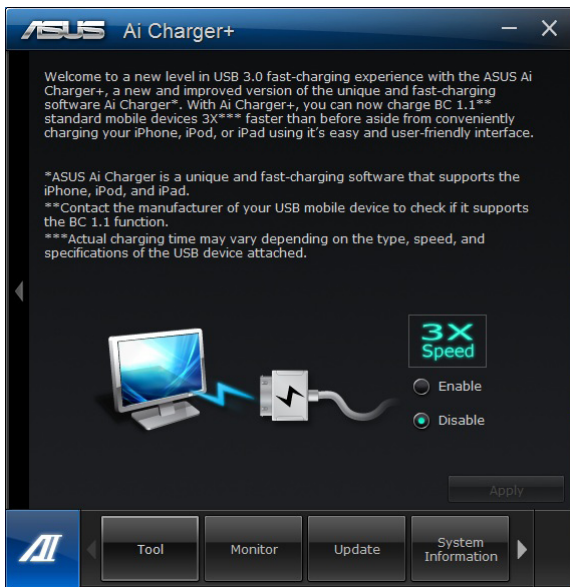 ASUS Ai Charger+
Welcome to a new level in USB 3.0 fast-charging experience with the ASUS Ai
Charger+, a new and improved version of the unique and fast-charging
software Ai Charger*. With Ai Charger+, you can now charge BC 1.1**
standard mobile devices 3X*** faster than before aside from conveniently
charging your iPhone, iPod, or iPad using it's easy and user-friendly interface.
*ASUS Ai Charger is a unique and fast-charging software that supports the
iPhone, iPod, and iPad.
**Contact the manufacturer of your USB mobile device to check if it supports
the BC 1.1 function.
***Actual charging time may vary depending on the type, speed, and
specifications of the USB device attached.
3X
Speed
Enable
Disable
Apply
AI
Tool
Monitor
Update
System
Information